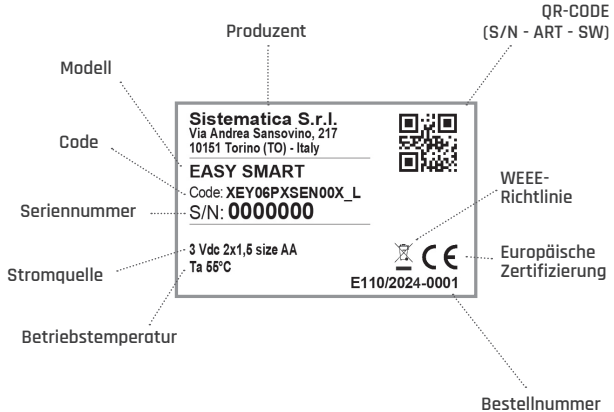 QR-CODE
(S/N - ART - SW)
Produzent
Modell
Code
Seriennummer
Stromquelle
Betriebstemperatur
Sistematica S.r.l.
Via Andrea Sansovino, 217
10151 Torino (TO) - Italy
EASY SMART
Code: XEY06PXSEN00X_L
S/N: 0000000
3 Vdc 2x1,5 size AA
Ta 55°C
CE
E110/2024-0001
WEEE-
Richtlinie
Europäische
Zertifizierung
Bestellnummer